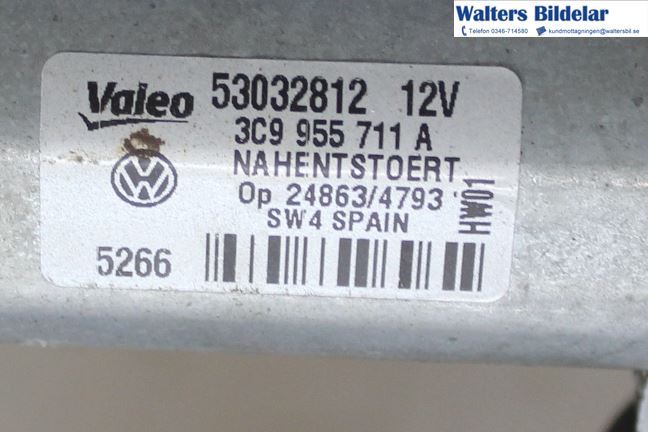 Walters Bildelar
Telefon 0346-714580 kundmottagningen@waltersbil.se
Valeo 53032812 12V
3C9 955 711 A
NAHENTSTOERT
Op 24863/4793
SW4 SPAIN
HW01
5266